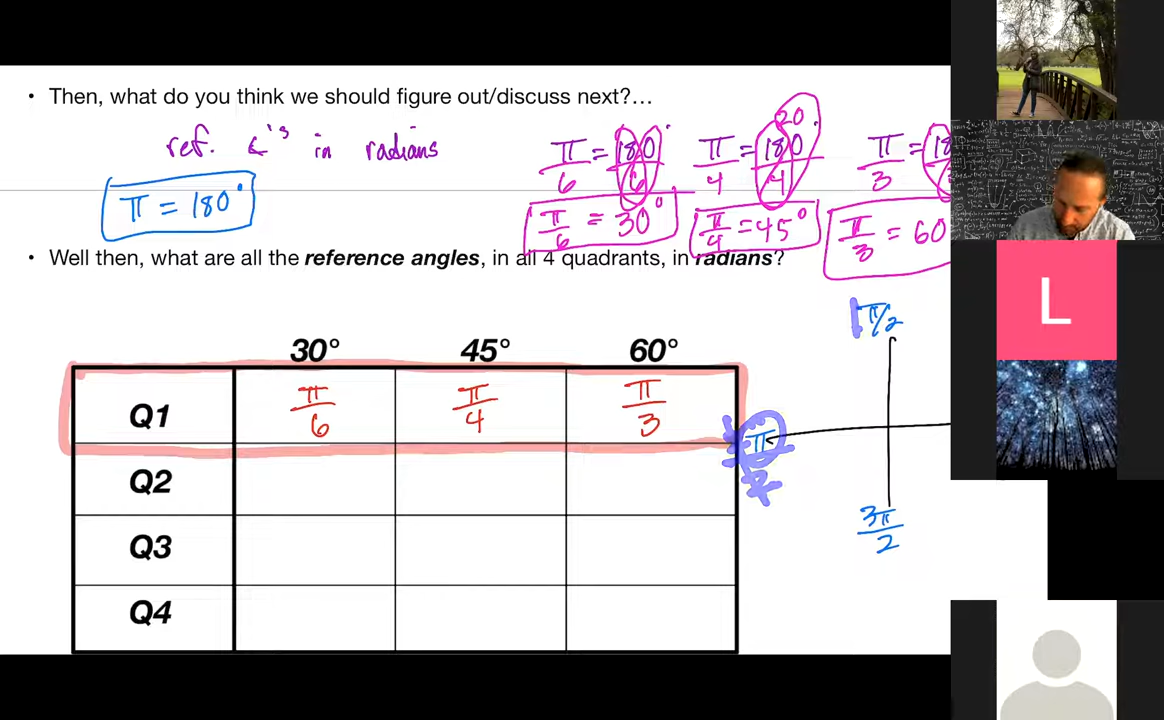 • Then, what do you think we should figure out/discuss next?…
ref. ∠'s in radians
π = 180°
π/6 = 180°/6
π/6 = 30°
π/4 = 180°/4
20
π/4 = 45°
π/3 = 18
π/3 = 60
• Well then, what are all the reference angles, in all 4 quadrants, in radians?
30° 45° 60°
Q1 π/6 π/4 π/3
Q2
Q3
Q4
π/2
π
3π/2
L